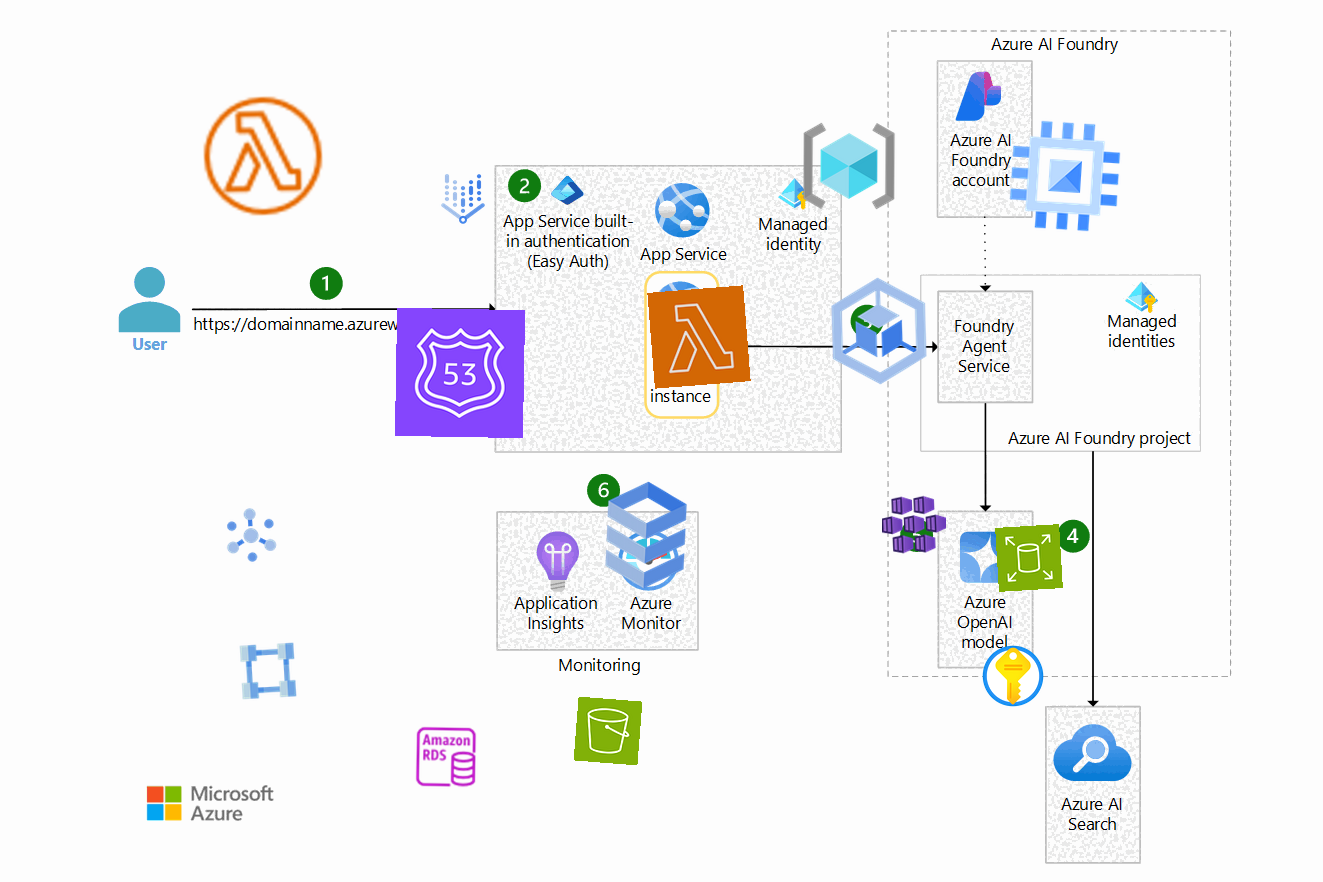 Azure AI Foundry
Azure AI
Foundry
account
2
App Service built-
in authentication
(Easy Auth)
App Service
Managed
identity
1
https://domainname.azurew
User
53
instance
Foundry
Agent
Service
Managed
identities
Azure AI Foundry project
6
Application
Insights
Azure
Monitor
Monitoring
4
Azure
OpenAI
model
Amazon
RDS
Microsoft
Azure
Azure AI
Search